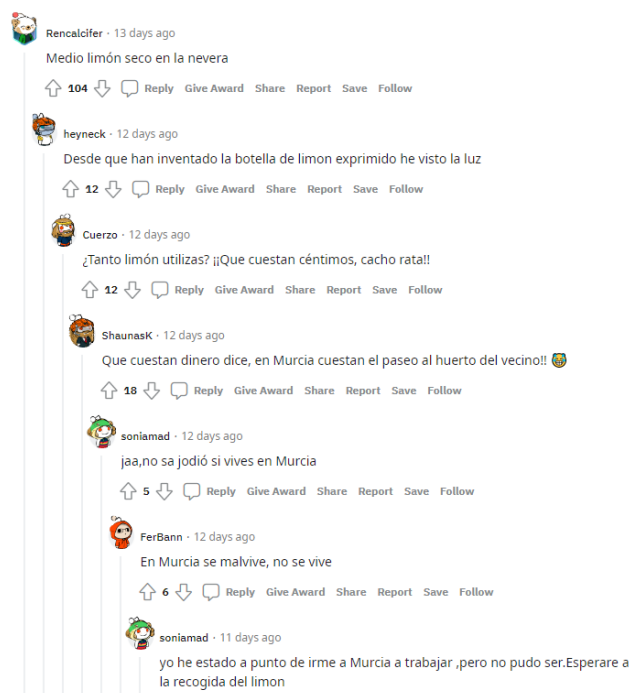 Rencalcifer · 13 days ago
Medio limón seco en la nevera
104 Reply Give Award Share Report Save Follow
heyneck · 12 days ago
Desde que han inventado la botella de limon exprimido he visto la luz
12 Reply Give Award Share Report Save Follow
Cuerzo · 12 days ago
¿Tanto limón utilizas? ¡¡Que cuestan céntimos, cacho rata!!
12 Reply Give Award Share Report Save Follow
ShaunasK · 12 days ago
Que cuestan dinero dice, en Murcia cuestan el paseo al huerto del vecino!!
18 Reply Give Award Share Report Save Follow
soniamad · 12 days ago
jaa,no sa jodió si vives en Murcia
5 Reply Give Award Share Report Save Follow
FerBann · 12 days ago
En Murcia se malvive, no se vive
6 Reply Give Award Share Report Save Follow
soniamad · 11 days ago
yo he estado a punto de irme a Murcia a trabajar ,pero no pudo ser.Esperare a
la recogida del limon